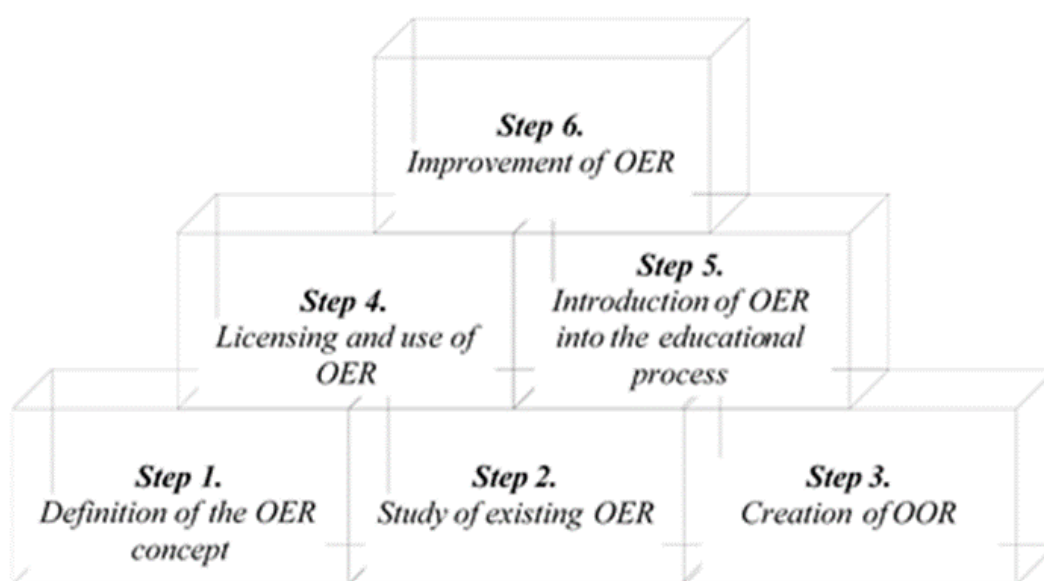 Step 6.
Improvement of OER
Step 4.
Licensing and use of
OER
Step 5.
Introduction of OER
into the educational
process
Step 1.
Definition of the OER
concept
Step 2.
Study of existing OER
Step 3.
Creation of OOR